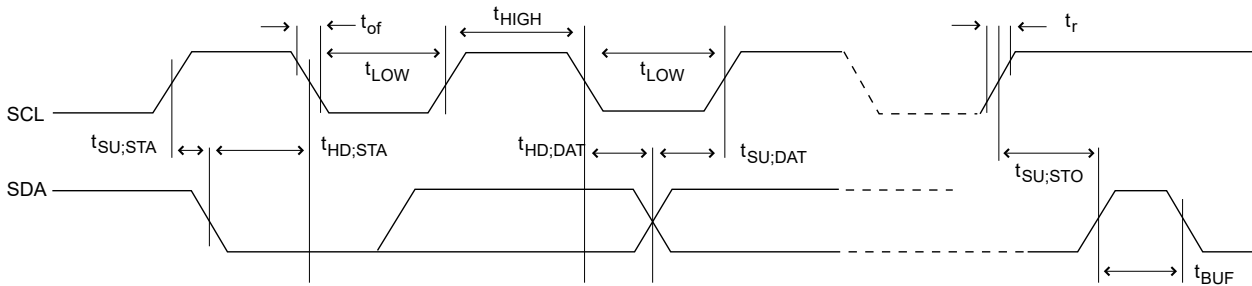 t_of
t_HIGH
t_r
t_LOW
t_LOW
SCL
t_SU;STA
t_HD;STA
t_HD;DAT
t_SU;DAT
t_SU;STO
SDA
t_BUF